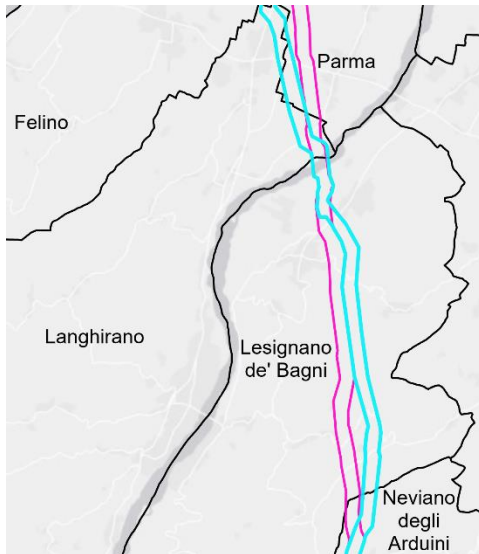 Parma
Felino
Langhirano
Lesignano
de' Bagni
Neviano
degli
Arduini